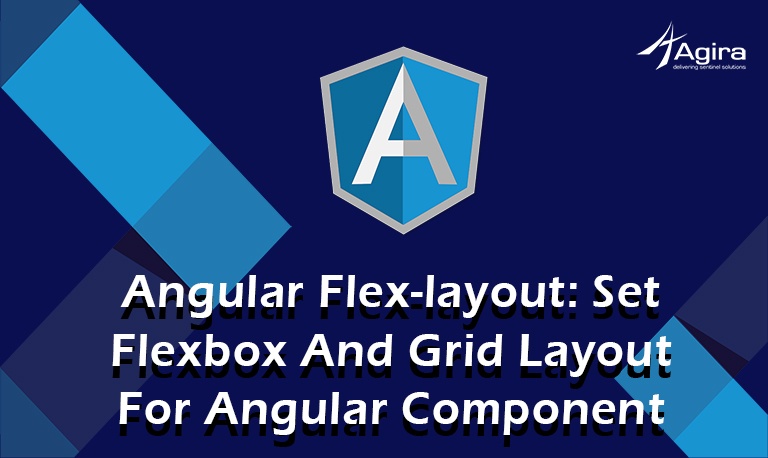 Agira
delivering sentinel solutions.
Angular Flex-layout: Set
Flexbox And Grid Layout
For Angular Component